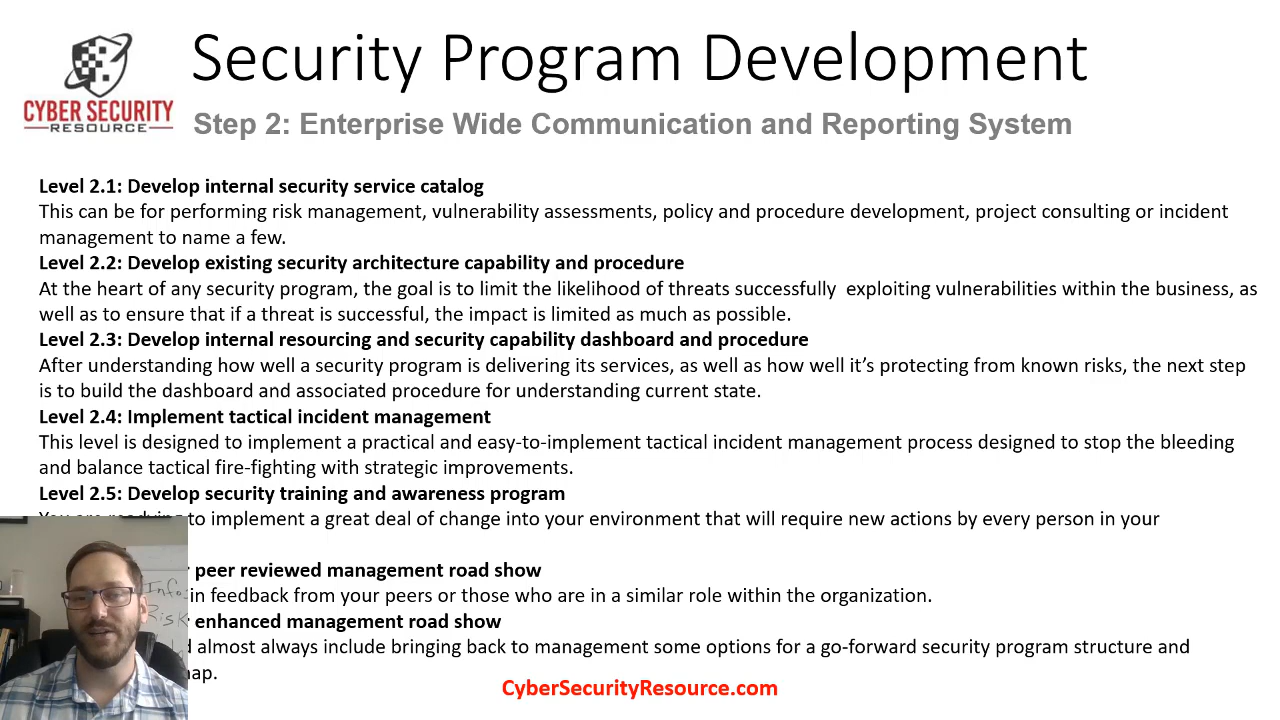 CYBER SECURITY
RESOURCE
Security Program Development
Step 2: Enterprise Wide Communication and Reporting System
Level 2.1: Develop internal security service catalog
This can be for performing risk management, vulnerability assessments, policy and procedure development, project consulting or incident
management to name a few.
Level 2.2: Develop existing security architecture capability and procedure
At the heart of any security program, the goal is to limit the likelihood of threats successfully exploiting vulnerabilities within the business, as
well as to ensure that if a threat is successful, the impact is limited as much as possible.
Level 2.3: Develop internal resourcing and security capability dashboard and procedure
After understanding how well a security program is delivering its services, as well as how well it’s protecting from known risks, the next step
is to build the dashboard and associated procedure for understanding current state.
Level 2.4: Implement tactical incident management
This level is designed to implement a practical and easy-to-implement tactical incident management process designed to stop the bleeding
and balance tactical fire-fighting with strategic improvements.
Level 2.5: Develop security training and awareness program
to implement a great deal of change into your environment that will require new actions by every person in your
peer reviewed management road show
in feedback from your peers or those who are in a similar role within the organization.
enhanced management road show
almost always include bringing back to management some options for a go-forward security program structure and
Info
Risk
CyberSecurityResource.com